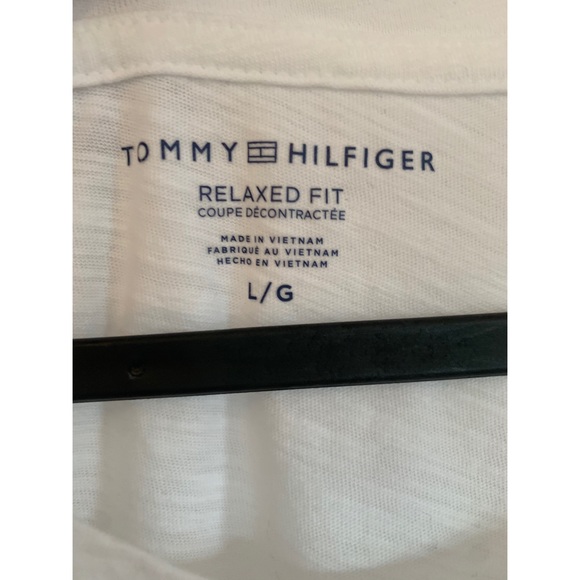 TOMMY HILFIGER
RELAXED FIT
COUPE DÉCONTRACTÉE
MADE IN VIETNAM
FABRIQUÉ AU VIETNAM
HECHO EN VIETNAM
L/G